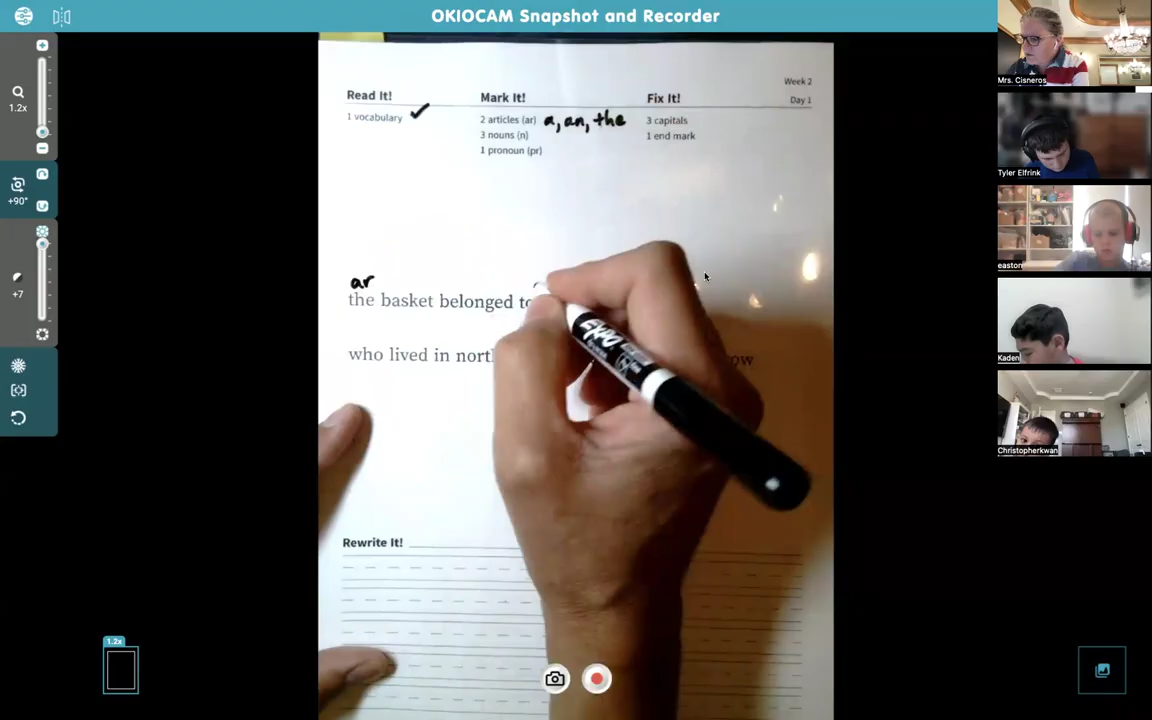 OKIOCAM Snapshot and Recorder
1.2x
+90°
+7
1.2x
Week 2
Day 1
Read It!
1 vocabulary ✓
Mark It!
2 articles (ar) a, an, the
3 nouns (n)
1 pronoun (pr)
Fix It!
3 capitals
1 end mark
ar
the basket belonged to
who lived in
Rewrite It!
EXPO
Mrs. Cisneros
Tyler Elfrink
easton
Kaden
Christopherkwan